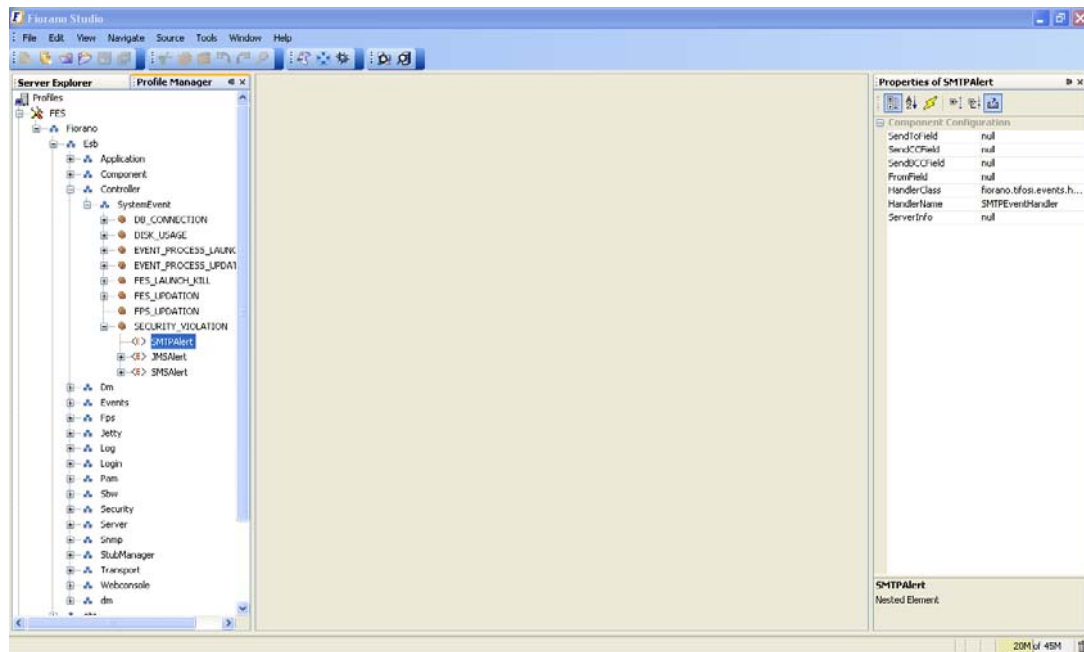 Fiorano Studio
File Edit View Navigate Source Tools Window Help
Server Explorer Profile Manager
Profiles
FES
Fiorano
Esb
Application
Component
Controller
SystemEvent
DB_CONNECTION
DISK_USAGE
EVENT_PROCESS_LAUNC
EVENT_PROCESS_UPDAT
FES_LAUNCH_KILL
FES_UPDATION
FPS_UPDATION
SECURITY_VIOLATION
SMTPAlert
JMSAlert
SMSAlert
Dm
Events
Fps
Jetty
Log
Login
Pam
Sbw
Security
Server
Snmp
StubManager
Transport
Webconsole
dm
Properties of SMTPAlert
Component Configuration
SendToField null
SendCCField null
SendBCCField null
FromField null
HandlerClass fiorano.tifosi.events.h...
HandlerName SMTPEventHandler
ServerInfo null
SMTPAlert
Nested Element
20M of 45M